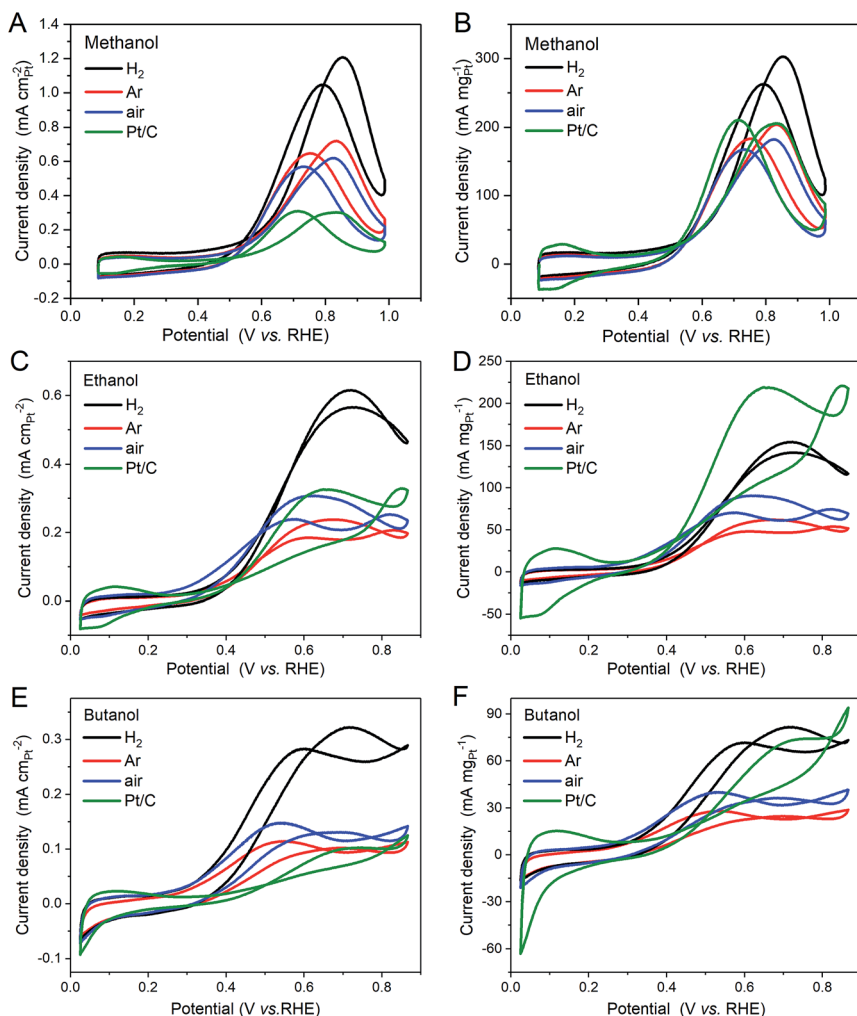 A
Methanol
H₂
Ar
air
Pt/C
Current density (mA cm⁻²Pt)
1.4
1.2
1.0
0.8
0.6
0.4
0.2
0.0
-0.2
0.0 0.2 0.4 0.6 0.8 1.0
Potential (V vs. RHE)
B
Methanol
H₂
Ar
air
Pt/C
Current density (mA mg⁻¹Pt)
300
200
100
0
0.0 0.2 0.4 0.6 0.8 1.0
Potential (V vs. RHE)
C
Ethanol
H₂
Ar
air
Pt/C
Current density (mA cmPt⁻²)
0.6
0.4
0.2
0.0
0.0 0.2 0.4 0.6 0.8
Potential (V vs. RHE)
D
Ethanol
H₂
Ar
air
Pt/C
Current density (mA mgPt⁻¹)
250
200
150
100
50
0
-50
0.0 0.2 0.4 0.6 0.8
Potential (V vs. RHE)
E
Butanol
H₂
Ar
air
Pt/C
Current density (mA cmPt⁻²)
0.3
0.2
0.1
0.0
-0.1
0.0 0.2 0.4 0.6 0.8
Potential (V vs.RHE)
F
Butanol
H₂
Ar
air
Pt/C
Current density (mA mgPt⁻¹)
90
60
30
0
-30
-60
0.0 0.2 0.4 0.6 0.8
Potential (V vs. RHE)